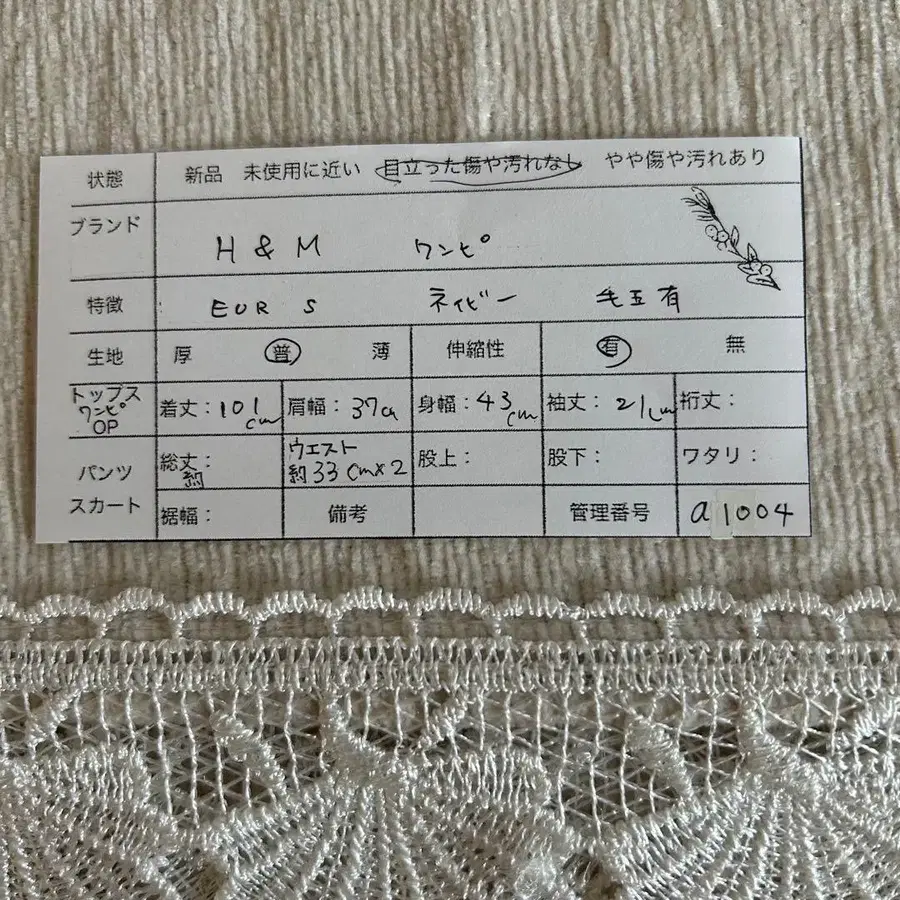 状態 新品 未使用に近い 目立った傷や汚れなし やや傷や汚れあり
ブランド H & M ワンピ
特徴 EUR S ネイビー 毛玉有
生地 厚 普 薄 伸縮性 有 無
トップス
ワンピ
OP
着丈：101cm 肩幅：37cm 身幅：43cm 袖丈：21cm 裄丈：
パンツ
スカート
総丈：
約
ウエスト
約33cm×2
股上： 股下： ワタリ：
裾幅： 備考 管理番号 a1004